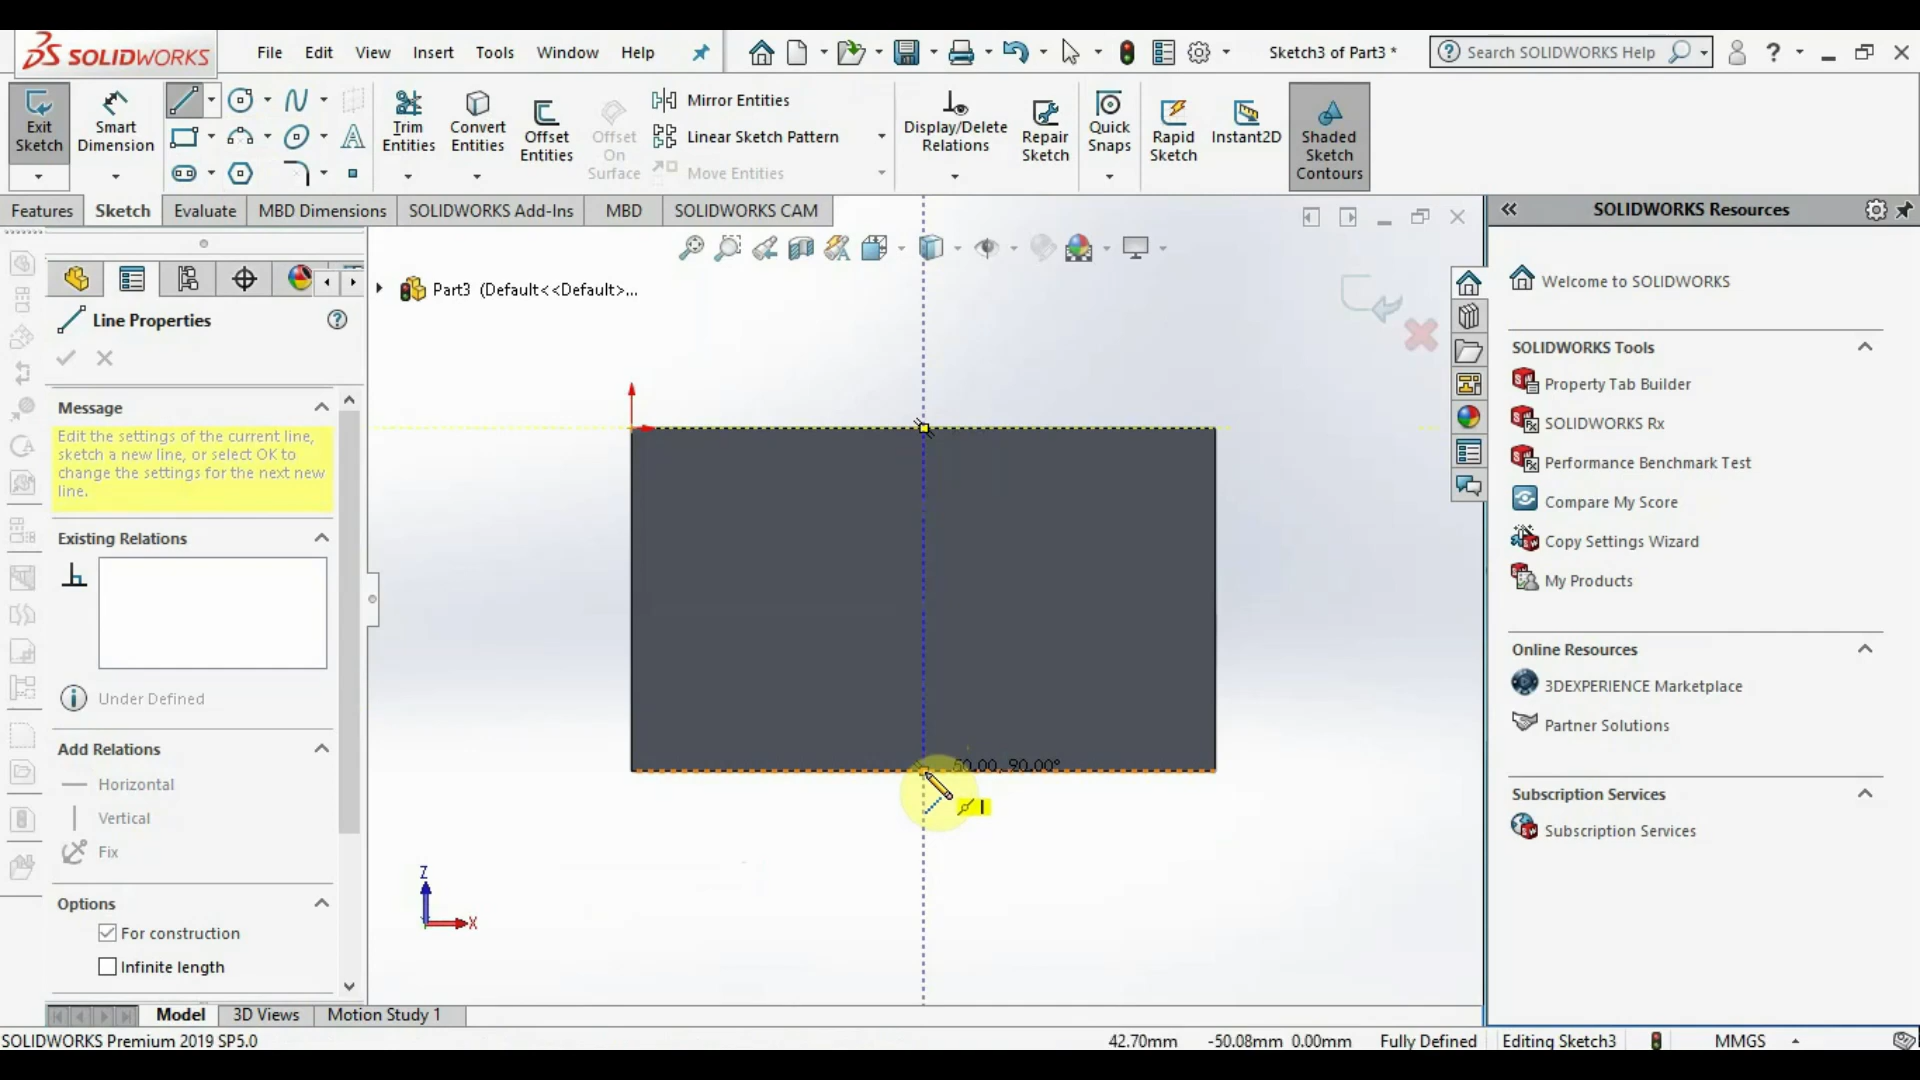 SOLIDWORKS
File Edit View Insert Tools Window Help
Sketch3 of Part3 *
Search SOLIDWORKS Help
Exit Sketch
Smart Dimension
Trim Entities
Convert Entities
Offset Entities
Offset On Surface
Mirror Entities
Linear Sketch Pattern
Move Entities
Display/Delete Relations
Repair Sketch
Quick Snaps
Rapid Sketch
Instant2D
Shaded Sketch Contours
Features Sketch Evaluate MBD Dimensions SOLIDWORKS Add-Ins MBD SOLIDWORKS CAM
Part3 (Default<<Default>...
Line Properties
Message
Edit the settings of the current line,
sketch a new line, or select OK to
change the settings for the next new
line.
Existing Relations
Under Defined
Add Relations
Horizontal
Vertical
Fix
Options
For construction
Infinite length
Z
X
SOLIDWORKS Resources
Welcome to SOLIDWORKS
SOLIDWORKS Tools
Property Tab Builder
SOLIDWORKS Rx
Performance Benchmark Test
Compare My Score
Copy Settings Wizard
My Products
Online Resources
3DEXPERIENCE Marketplace
Partner Solutions
Subscription Services
Subscription Services
Model 3D Views Motion Study 1
SOLIDWORKS Premium 2019 SP5.0
42.70mm -50.08mm 0.00mm Fully Defined Editing Sketch3 MMGS